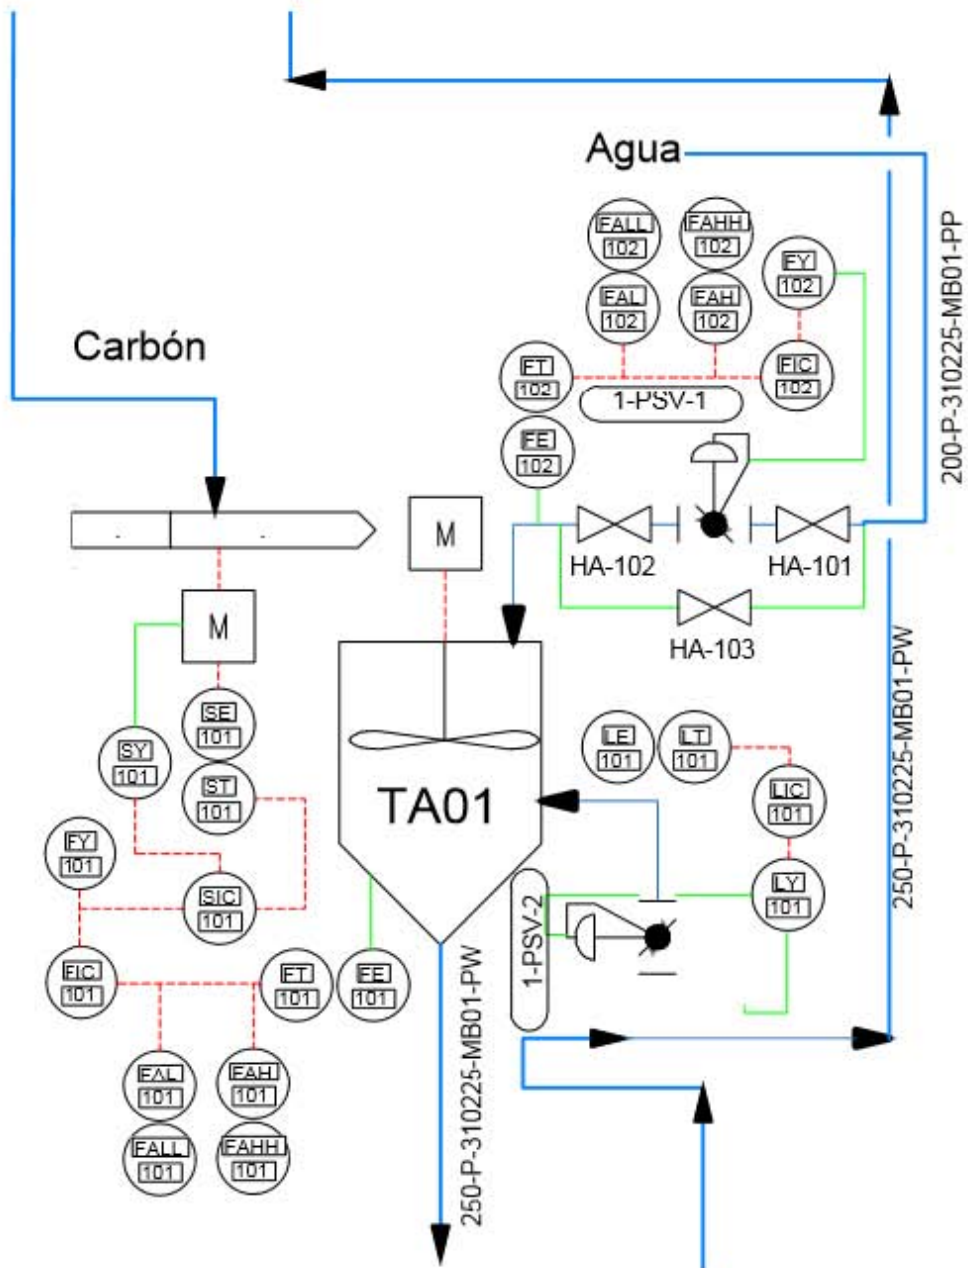 Agua
FALL
102
FAHH
102
FY
102
FAL
102
FAH
102
Carbón
FT
102
FIC
102
1-PSV-1
FE
102
200-P-310225-MB01-PP
M
HA-102
HA-101
M
HA-103
250-P-310225-MB01-PW
SE
101
LE
101
LT
101
SY
101
ST
101
TA01
LIC
101
FY
101
SIC
101
LY
101
1-PSV-2
FIC
101
FT
101
FE
101
250-P-310225-MB01-PW
FAL
101
FAH
101
FALL
101
FAHH
101